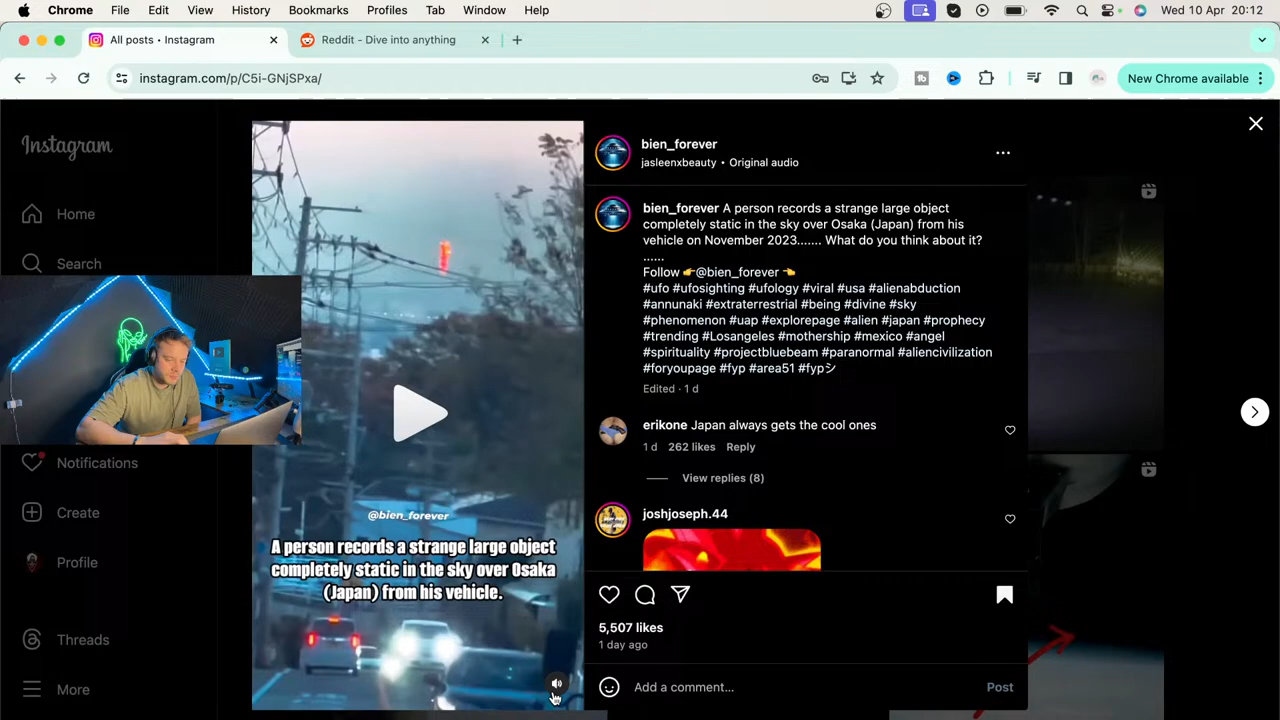 Chrome File Edit View History Bookmarks Profiles Tab Window Help Wed 10 Apr 20:12
All posts • Instagram
Reddit - Dive into anything
instagram.com/p/C5i-GNjSPxa/
New Chrome available
Instagram
Home
Search
Notifications
Create
Profile
Threads
More
@bien_forever
A person records a strange large object
completely static in the sky over Osaka
(Japan) from his vehicle.
bien_forever
jasleenxbeauty • Original audio
bien_forever A person records a strange large object
completely static in the sky over Osaka (Japan) from his
vehicle on November 2023....... What do you think about it?
......
Follow 👉@bien_forever 👈
#ufo #ufosighting #ufology #viral #usa #alienabduction
#annunaki #extraterrestrial #being #divine #sky
#phenomenon #uap #explorepage #alien #japan #prophecy
#trending #Losangeles #mothership #mexico #angel
#spirituality #projectbluebeam #paranormal #aliencivilization
#foryoupage #fyp #area51 #fypシ
Edited · 1 d
erikone Japan always gets the cool ones
1 d 262 likes Reply
View replies (8)
joshjoseph.44
5,507 likes
1 day ago
Add a comment...
Post